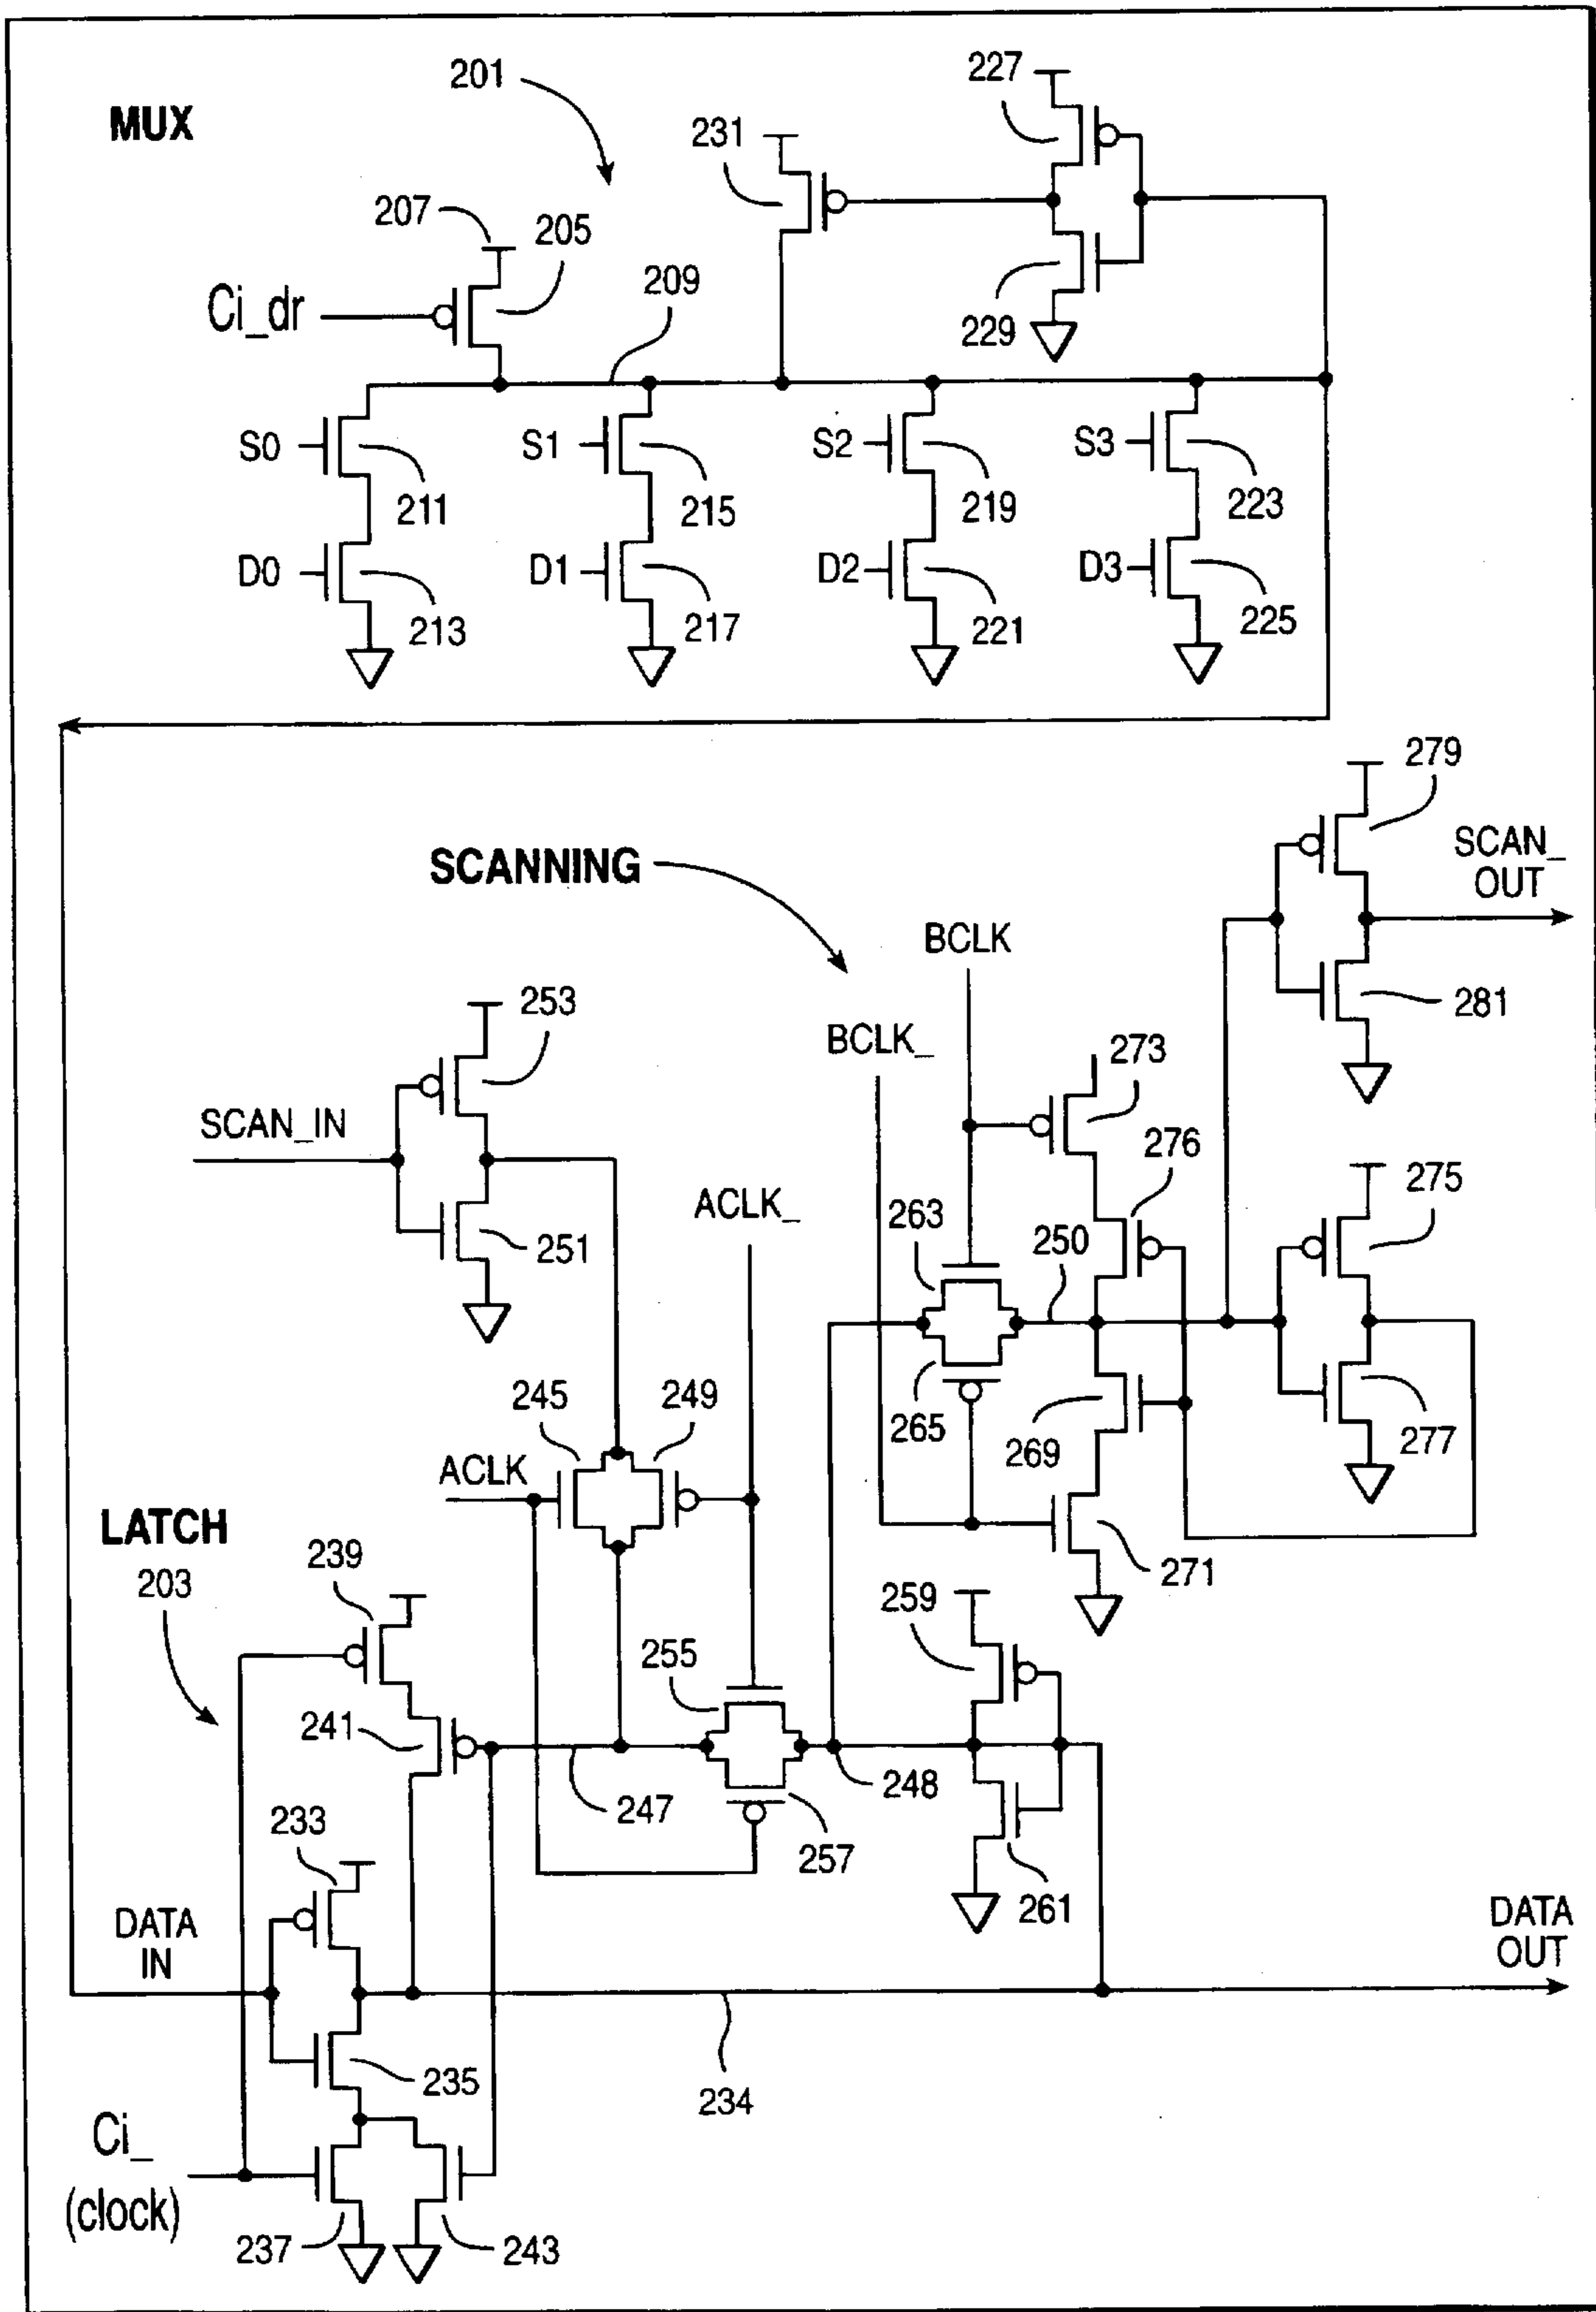 MUX
201
227
231
207
205
Ci_dr
209
229
S0
S1
S2
S3
211
215
219
223
D0
D1
D2
D3
213
217
221
225
279
SCANNING
SCAN_
OUT
BCLK
281
253
BCLK_
273
SCAN_IN
276
275
ACLK_
263
250
251
245
249
265
269
277
ACLK
LATCH
239
203
271
259
255
241
247
248
233
257
261
DATA
IN
DATA
OUT
235
234
Ci_
(clock)
237
243